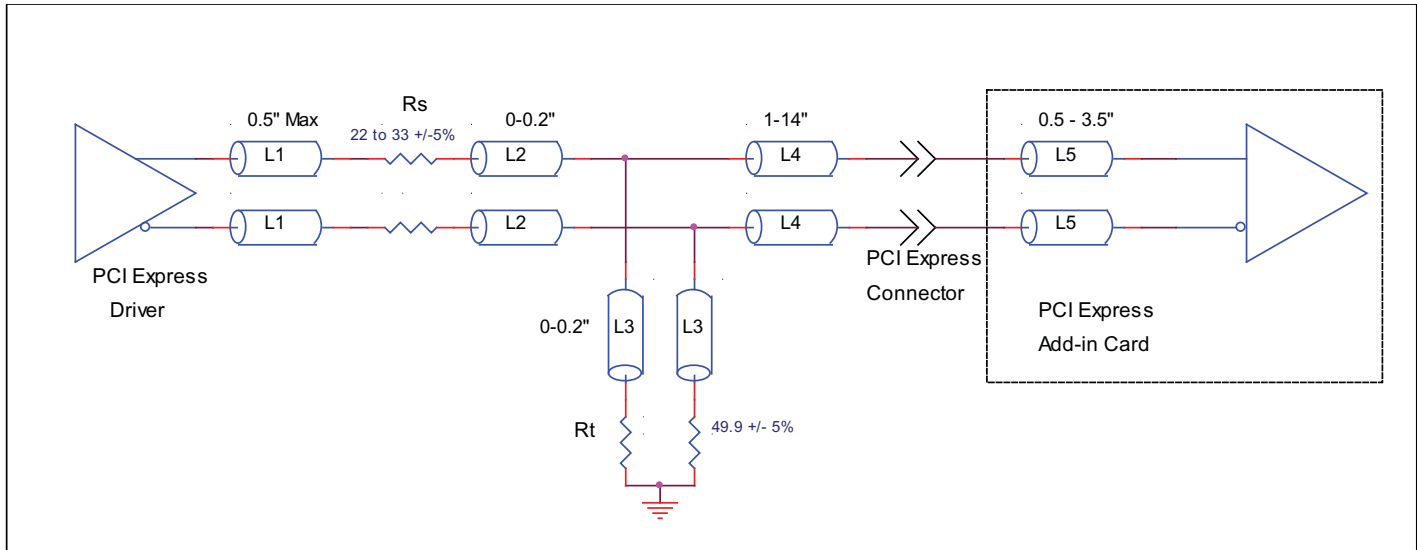 Rs
0.5" Max
22 to 33 +/-5%
0-0.2"
1-14"
0.5 - 3.5"
L1
L2
L4
L5
L1
L2
L4
L5
PCI Express
Driver
PCI Express
Connector
PCI Express
Add-in Card
0-0.2"
L3
L3
Rt
49.9 +/- 5%